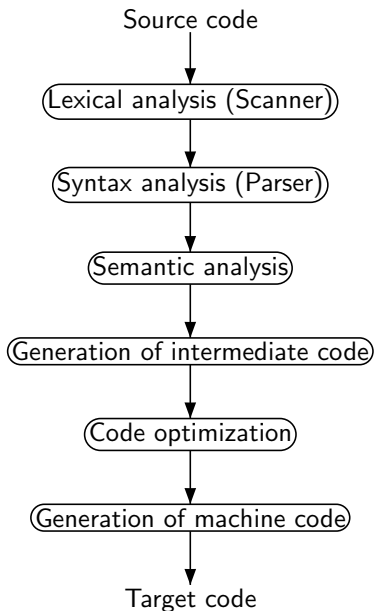 Source code
Lexical analysis (Scanner)
Syntax analysis (Parser)
Semantic analysis
Generation of intermediate code
Code optimization
Generation of machine code
Target code